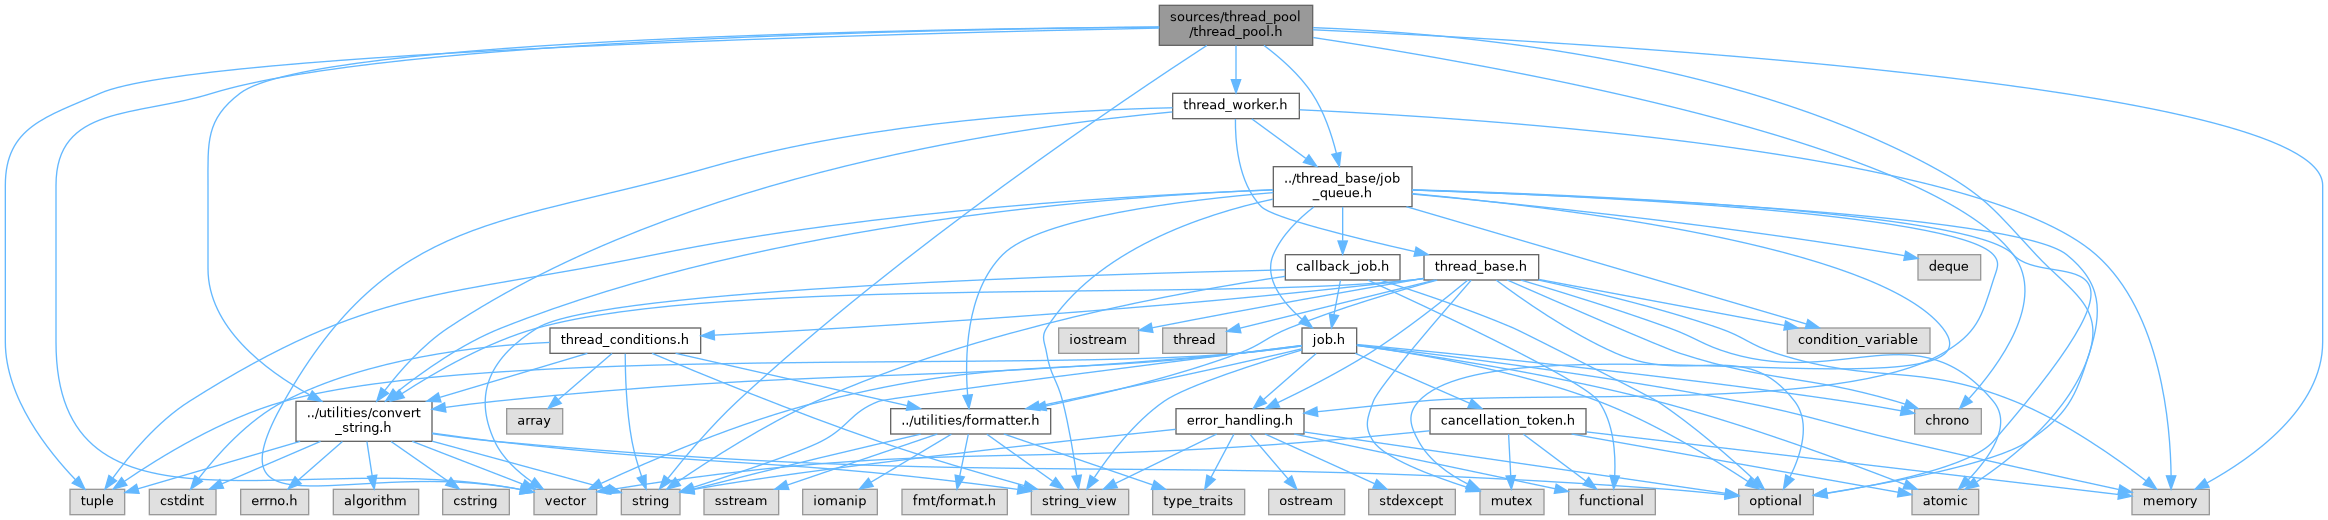 sources/thread_pool
/thread_pool.h
thread_worker.h
../thread_base/job
_queue.h
callback_job.h
thread_base.h
deque
thread_conditions.h
iostream
thread
job.h
condition_variable
../utilities/convert
_string.h
array
../utilities/formatter.h
error_handling.h
cancellation_token.h
chrono
tuple
cstdint
errno.h
algorithm
cstring
vector
string
sstream
iomanip
fmt/format.h
string_view
type_traits
ostream
stdexcept
mutex
functional
optional
atomic
memory